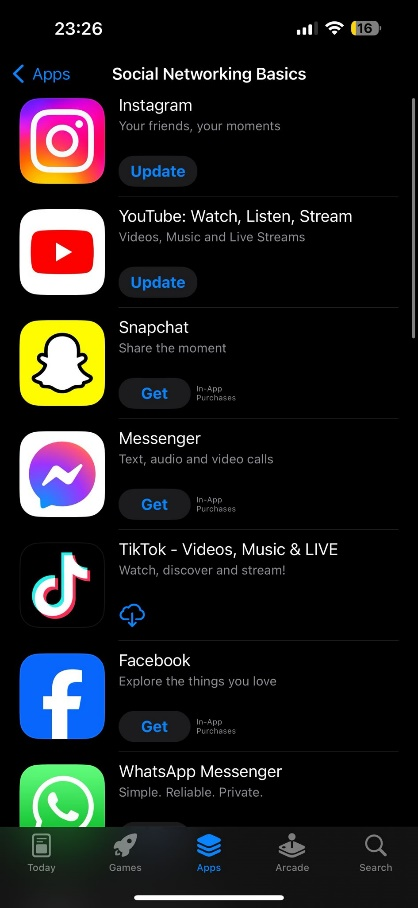 23:26
16
Apps
Social Networking Basics
Instagram
Your friends, your moments
Update
YouTube: Watch, Listen, Stream
Videos, Music and Live Streams
Update
Snapchat
Share the moment
Get
In-App
Purchases
Messenger
Text, audio and video calls
Get
In-App
Purchases
TikTok - Videos, Music & LIVE
Watch, discover and stream!
Facebook
Explore the things you love
Get
In-App
Purchases
WhatsApp Messenger
Simple. Reliable. Private.
Today
Games
Apps
Arcade
Search